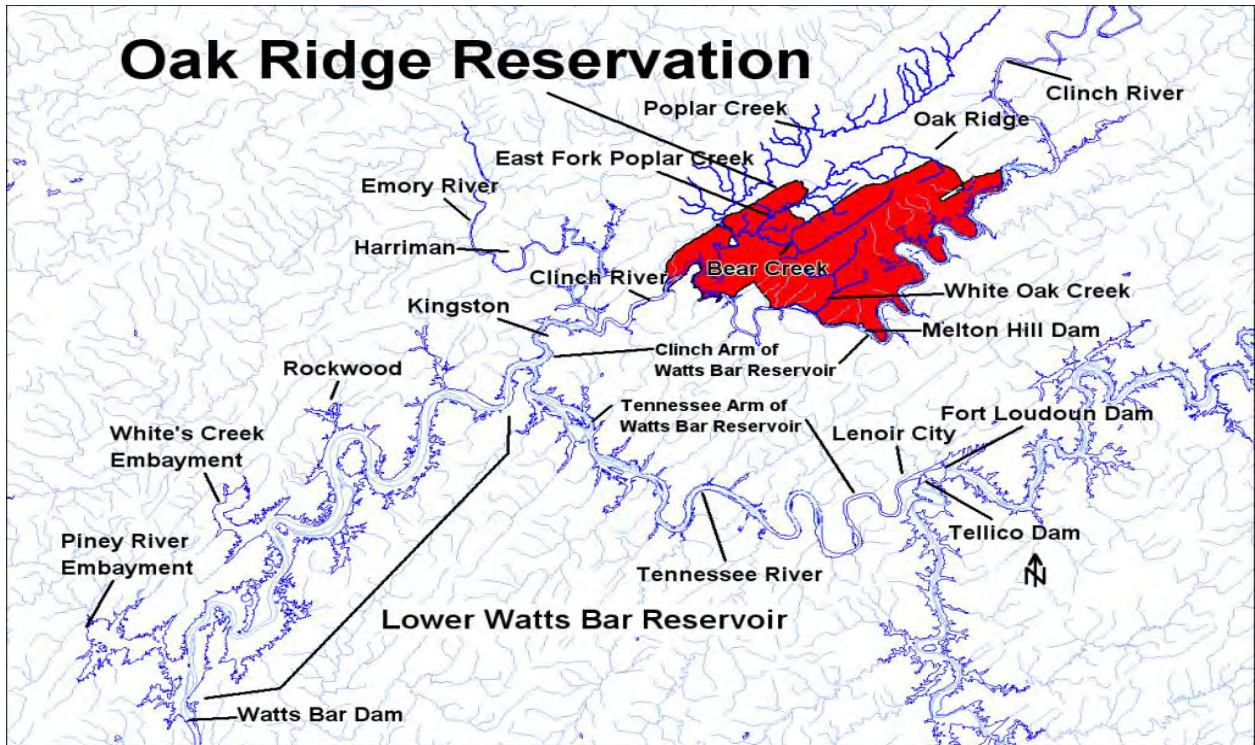 Oak Ridge Reservation
Clinch River
Poplar Creek
Oak Ridge
East Fork Poplar Creek
Emory River
Harriman
Bear Creek
Clinch River
White Oak Creek
Kingston
Melton Hill Dam
Clinch Arm of
Watts Bar Reservoir
Rockwood
Tennessee Arm of
Watts Bar Reservoir
Fort Loudoun Dam
White's Creek
Embayment
Lenoir City
Piney River
Embayment
Tellico Dam
Tennessee River
N
Lower Watts Bar Reservoir
Watts Bar Dam